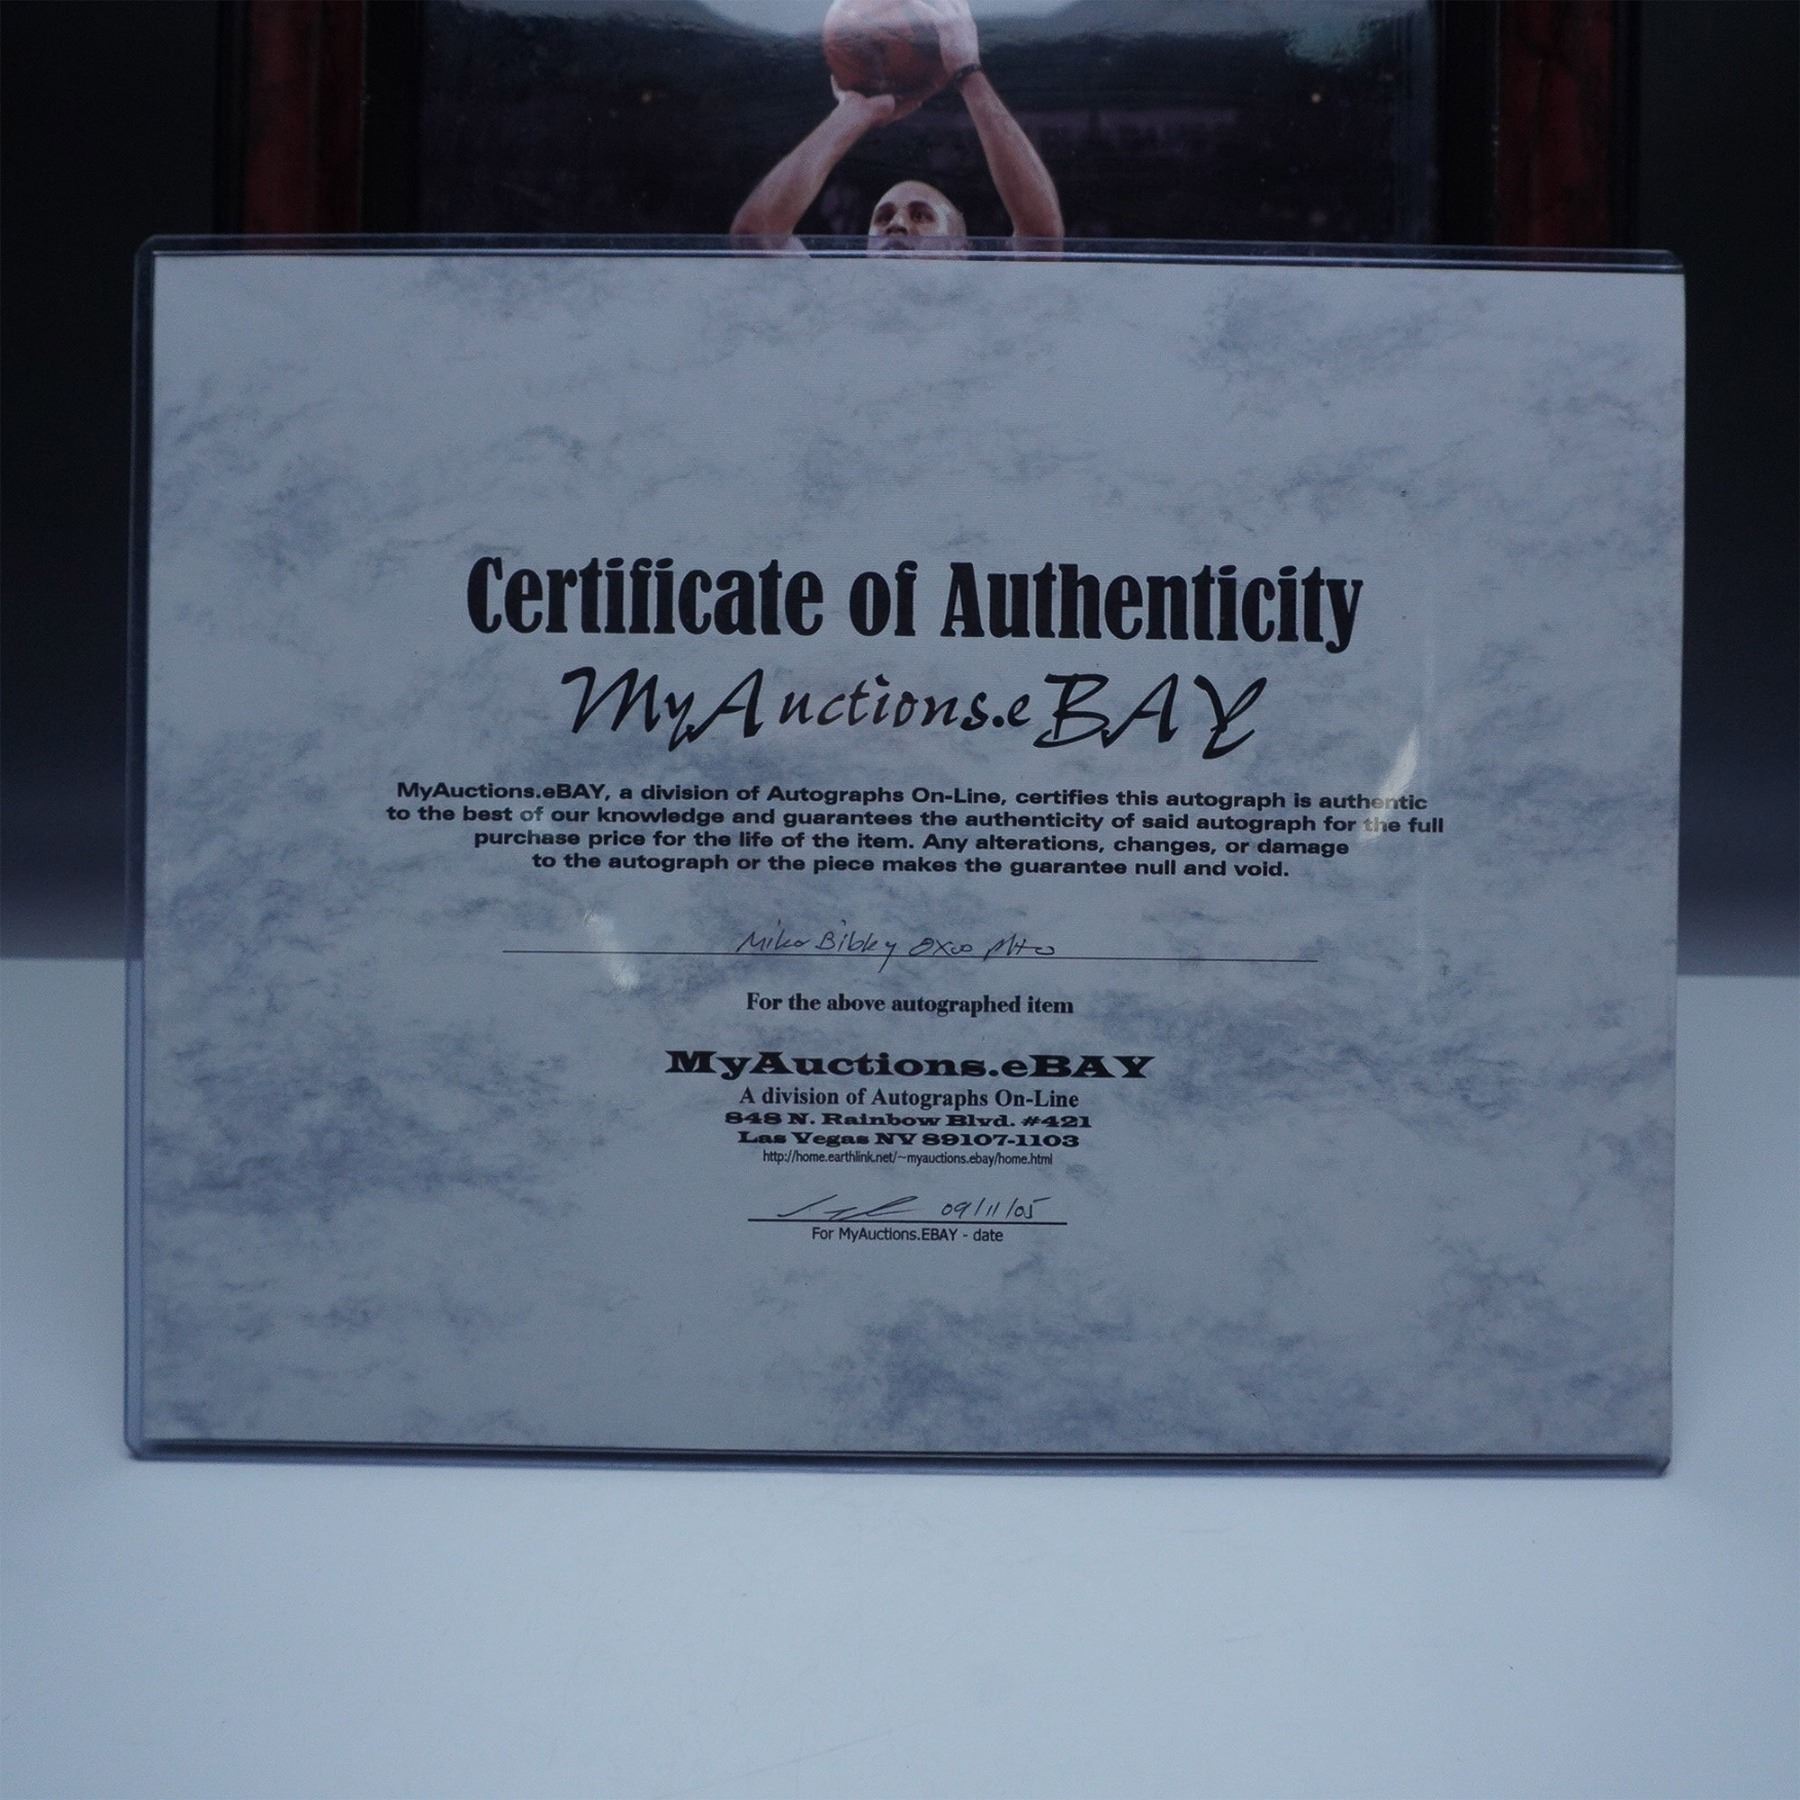 Certificate of Authenticity
MyAuctions.eBAY
MyAuctions.eBAY, a division of Autographs On-Line, certifies this autograph is authentic
to the best of our knowledge and guarantees the authenticity of said autograph for the full
purchase price for the life of the item. Any alterations, changes, or damage
to the autograph or the piece makes the guarantee null and void.
Mike Bibby 8x10
For the above autographed item
MyAuctions.eBAY
A division of Autographs On-Line
848 N. Rainbow Blvd. #421
Las Vegas NV 89107-1103
http://home.earthlink.net/~myauctions.ebay/home.html
09/11/05
For MyAuctions.EBAY - date